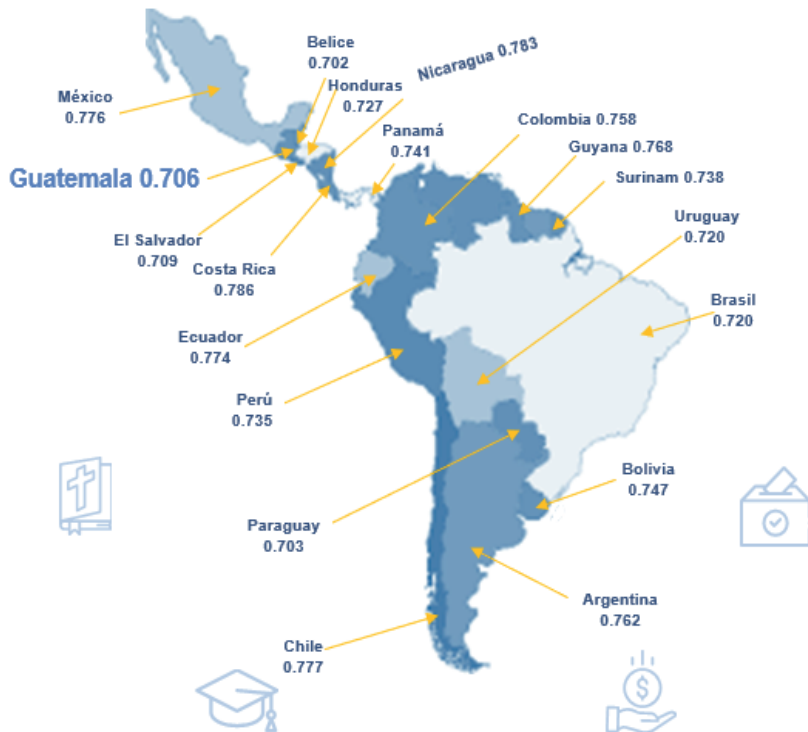 Belice
0.702
Nicaragua 0.783
Honduras
0.727
México
0.776
Panamá
0.741
Colombia 0.758
Guyana 0.768
Surinam 0.738
Guatemala 0.706
Uruguay
0.720
El Salvador
0.709
Costa Rica
0.786
Brasil
0.720
Ecuador
0.774
Perú
0.735
Bolivia
0.747
Paraguay
0.703
Argentina
0.762
Chile
0.777
$